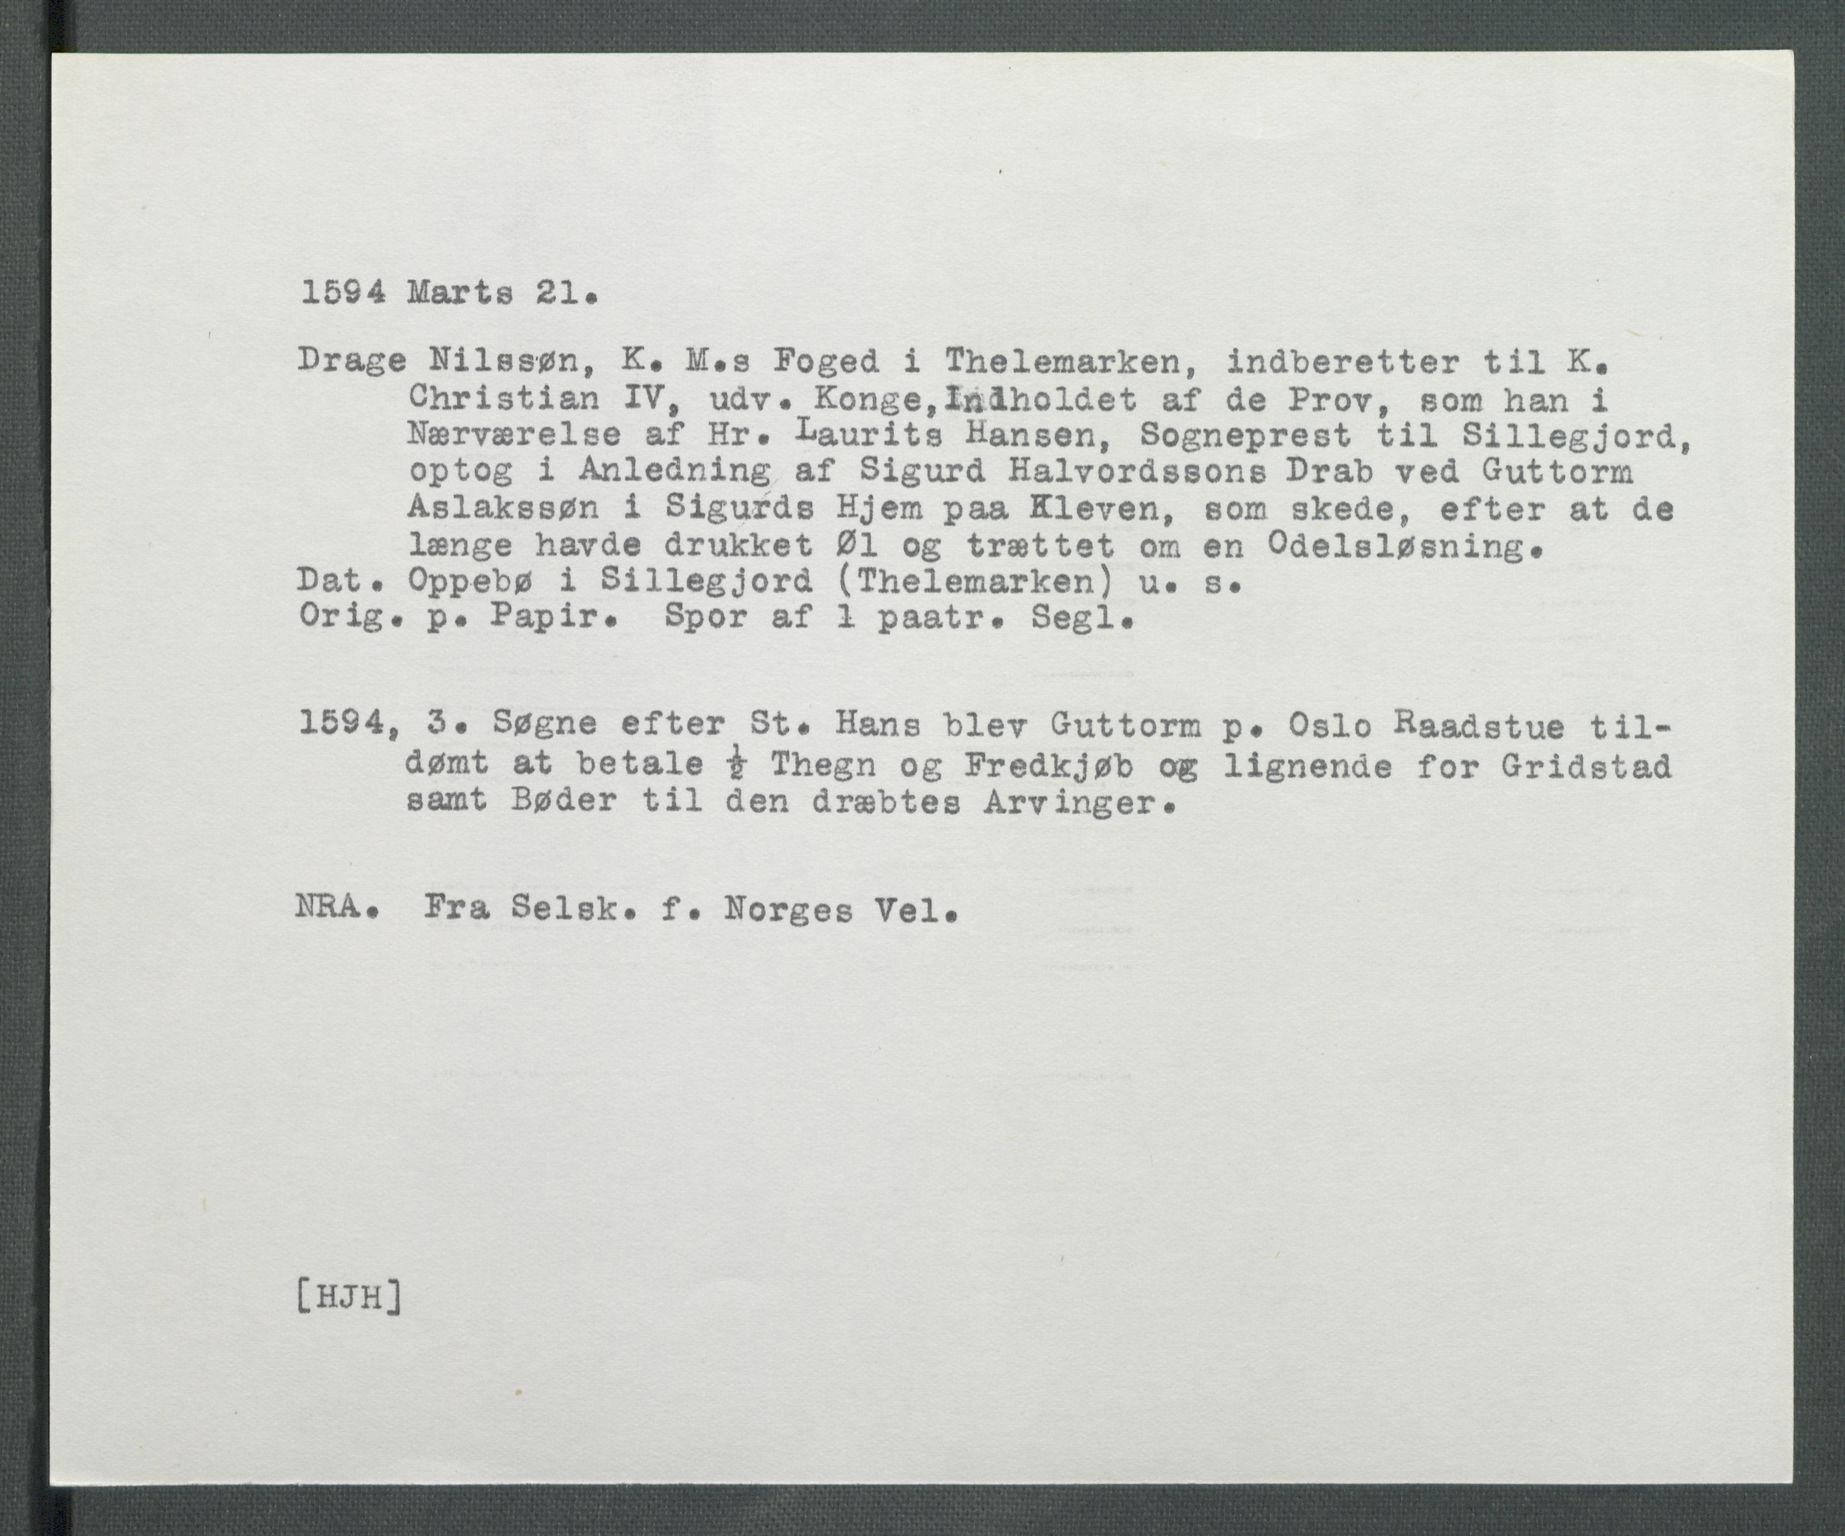 1594 Marts 21.
Drage Nilssøn, K. M.s Foged i Thelemarken, indberetter til K.
Christian IV, udv. Konge,Indholdet af de Prov, som han i
Nærværelse af Hr. Laurits Hansen, Sogneprest til Sillegjord,
optog i Anledning af Sigurd Halvordssons Drab ved Guttorm
Aslakssøn i Sigurds Hjem paa Kleven, som skede, efter at de
længe havde drukket Øl og trættet om en Odelsløsning.
Dat. Oppebø i Sillegjord (Thelemarken) u. s.
Orig. p. Papir. Spor af 1 paatr. Segl.
1594, 3. Søgne efter St. Hans blev Guttorm p. Oslo Raadstue til-
dømt at betale ½ Thegn og Fredkjøb og lignende for Gridstad
samt Bøder til den dræbtes Arvinger.
NRA. Fra Selsk. f. Norges Vel.
[HJH]